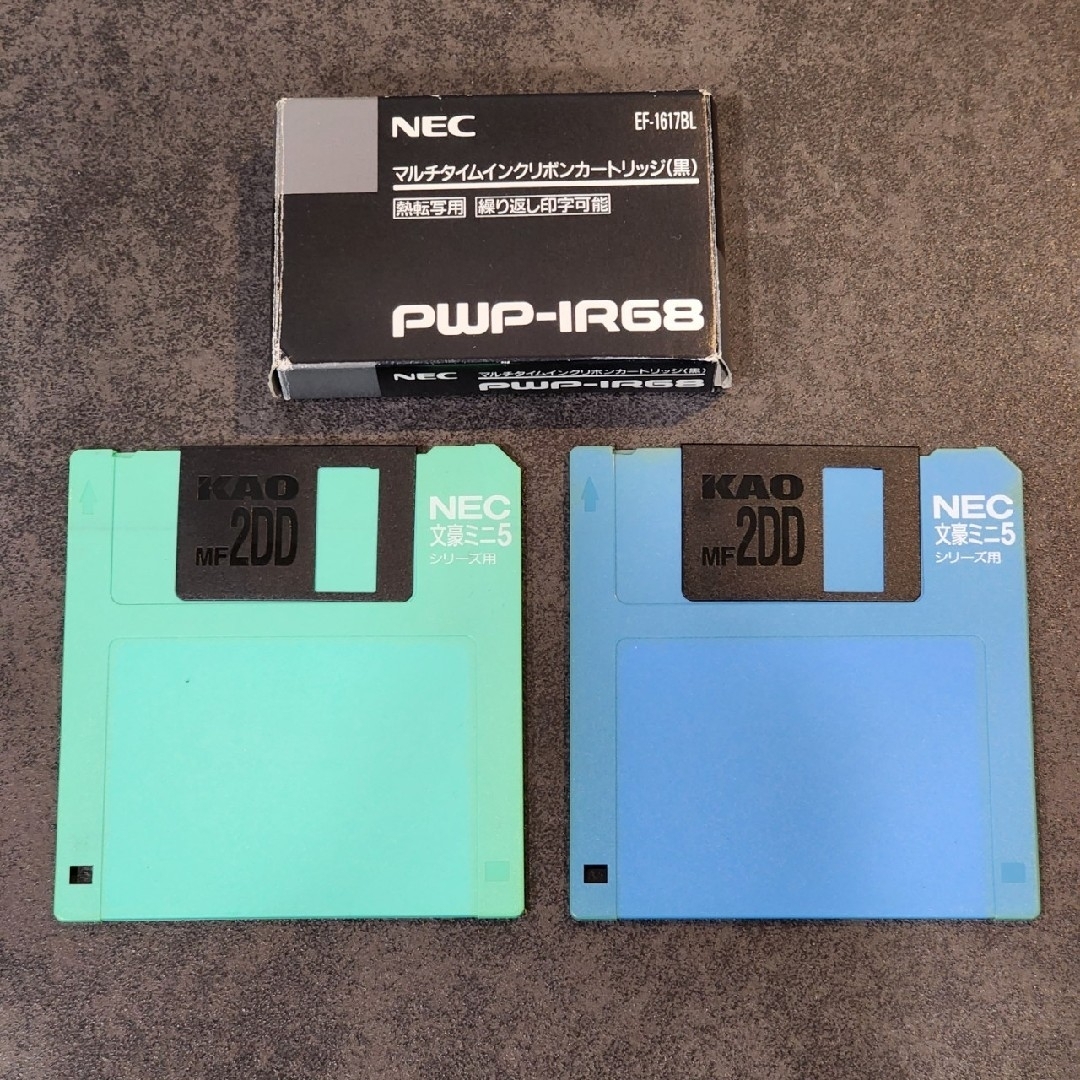 NEC EF-1617BL
マルチタイムインクリボンカートリッジ(黒)
熱転写用 繰り返し印字可能
PWP-IR68
NEC マルチタイムインクリボンカートリッジ(黒)
PWP-IR68
KAO
MF2DD
NEC
文豪ミニ5
シリーズ用
KAO
MF2DD
NEC
文豪ミニ5
シリーズ用